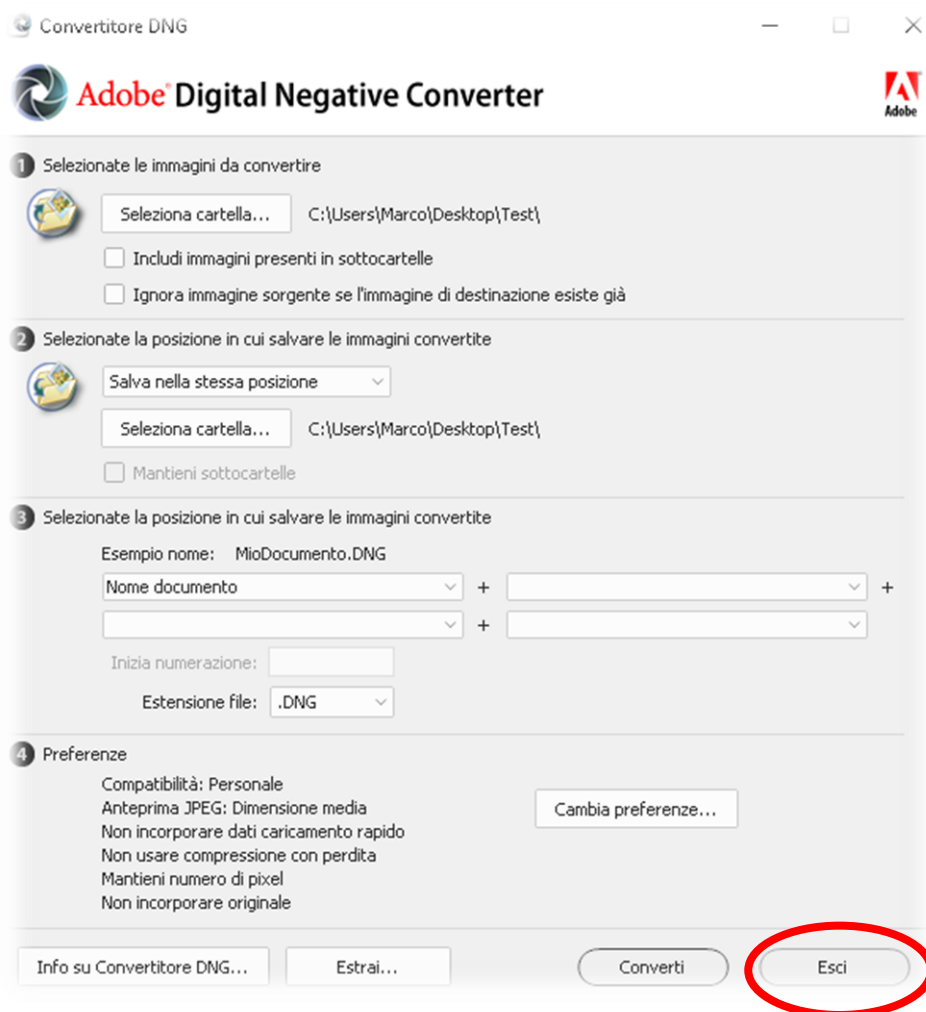 Convertitore DNG
Adobe® Digital Negative Converter
Adobe
1 Selezionate le immagini da convertire
Seleziona cartella... C:\Users\Marco\Desktop\Test\
Includi immagini presenti in sottocartelle
Ignora immagine sorgente se l'immagine di destinazione esiste già
2 Selezionate la posizione in cui salvare le immagini convertite
Salva nella stessa posizione
Seleziona cartella... C:\Users\Marco\Desktop\Test\
Mantieni sottocartelle
3 Selezionate la posizione in cui salvare le immagini convertite
Esempio nome: MioDocumento.DNG
Nome documento + +
+
Inizia numerazione:
Estensione file: .DNG
4 Preferenze
Compatibilità: Personale
Anteprima JPEG: Dimensione media
Cambia preferenze...
Non incorporare dati caricamento rapido
Non usare compressione con perdita
Mantieni numero di pixel
Non incorporare originale
Info su Convertitore DNG... Estrai... Converti Esci